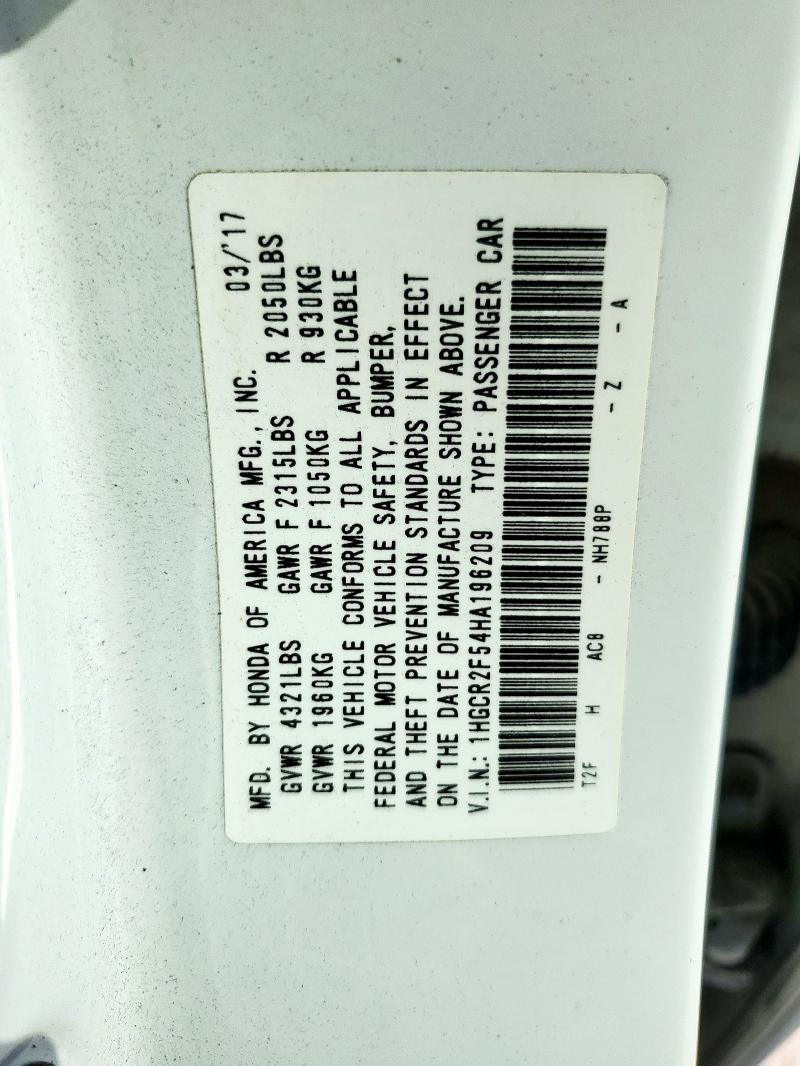 MFD. BY HONDA OF AMERICA MFG., INC. 03/'17
GVWR 4321LBS GAWR F 2315LBS R 2050LBS
GVWR 1960KG GAWR F 1050KG R 930KG
THIS VEHICLE CONFORMS TO ALL APPLICABLE
FEDERAL MOTOR VEHICLE SAFETY, BUMPER,
AND THEFT PREVENTION STANDARDS IN EFFECT
ON THE DATE OF MANUFACTURE SHOWN ABOVE.
V.I.N.: 1HGCR2F54HA196209 TYPE: PASSENGER CAR
T2F H AC8 - NH788P - Z - A